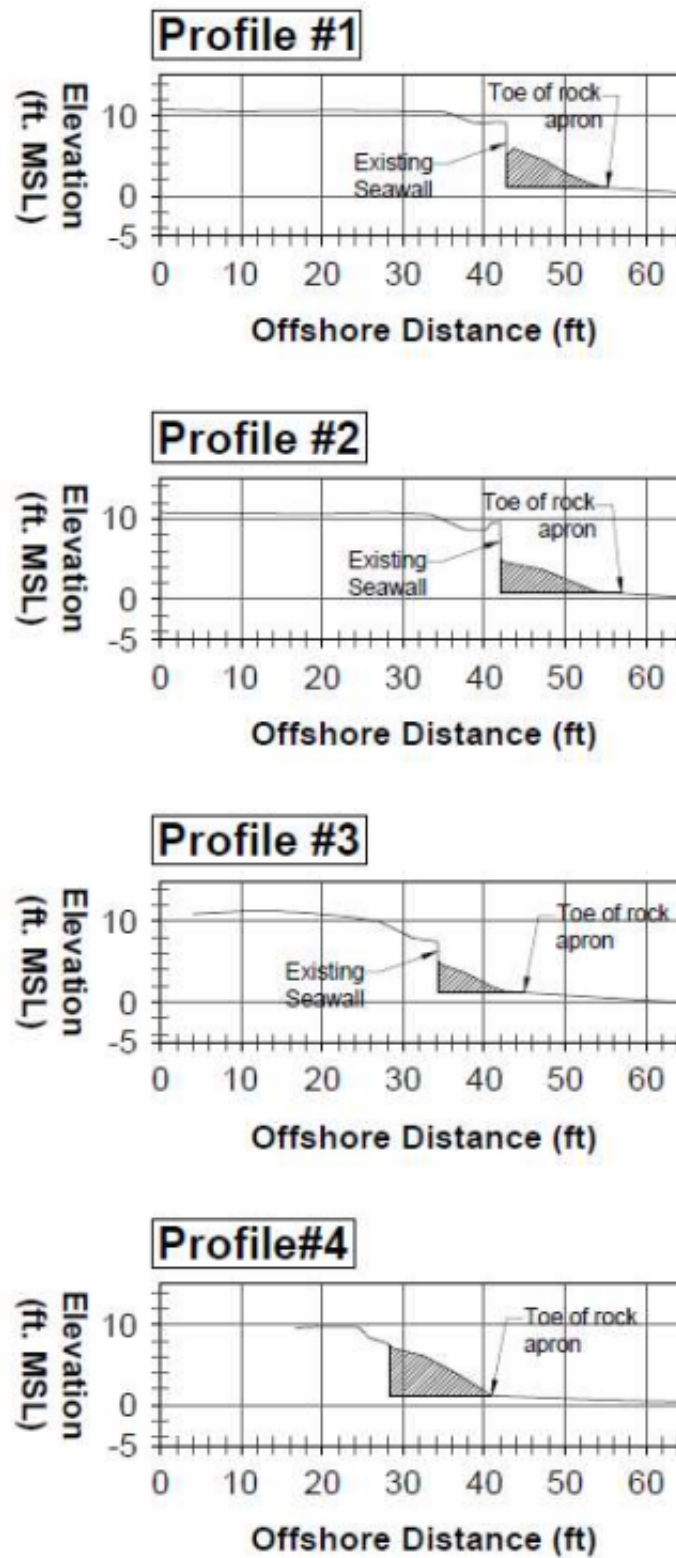 Profile #1
Elevation
(ft. MSL)
10
0
-5
Toe of rock
apron
Existing
Seawall
0 10 20 30 40 50 60
Offshore Distance (ft)
Profile #2
Elevation
(ft. MSL)
10
0
-5
Toe of rock
apron
Existing
Seawall
0 10 20 30 40 50 60
Offshore Distance (ft)
Profile #3
Elevation
(ft. MSL)
10
0
-5
Toe of rock
apron
Existing
Seawall
0 10 20 30 40 50 60
Offshore Distance (ft)
Profile#4
Elevation
(ft. MSL)
10
0
-5
Toe of rock
apron
0 10 20 30 40 50 60
Offshore Distance (ft)